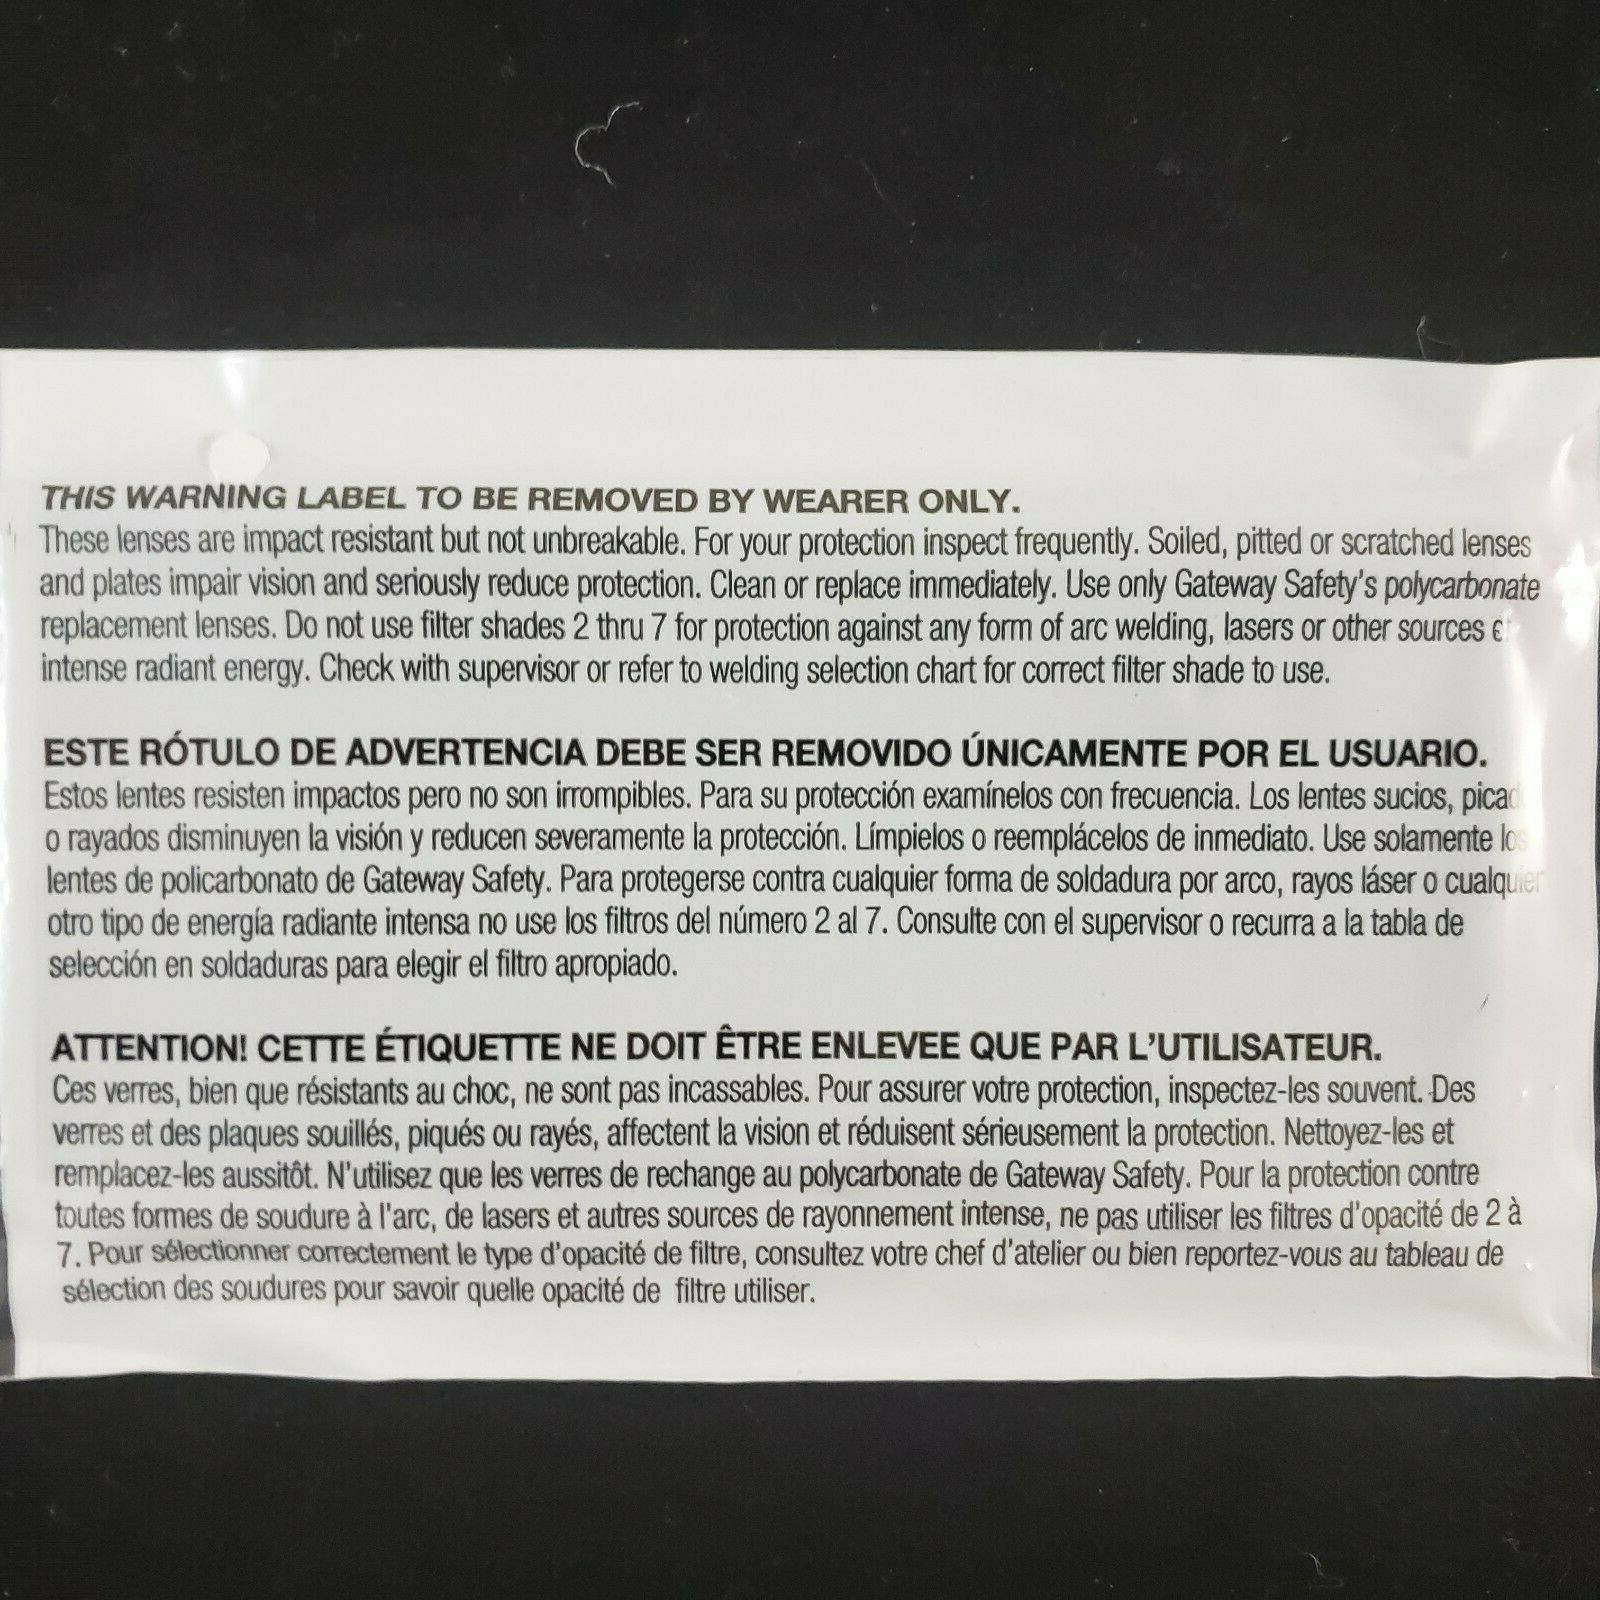 THIS WARNING LABEL TO BE REMOVED BY WEARER ONLY.
These lenses are impact resistant but not unbreakable. For your protection inspect frequently. Soiled, pitted or scratched lenses
and plates impair vision and seriously reduce protection. Clean or replace immediately. Use only Gateway Safety's polycarbonate
replacement lenses. Do not use filter shades 2 thru 7 for protection against any form of arc welding, lasers or other sources
intense radiant energy. Check with supervisor or refer to welding selection chart for correct filter shade to use.
ESTE RÓTULO DE ADVERTENCIA DEBE SER REMOVIDO ÚNICAMENTE POR EL USUARIO.
Estos lentes resisten impactos pero no son irrompibles. Para su protección examínelos con frecuencia. Los lentes sucios,
o rayados disminuyen la visión y reducen severamente la protección. Límpielos o reemplácelos de inmediato. Use solamente los
lentes de policarbonato de Gateway Safety. Para protegerse contra cualquier forma de soldadura por arco, rayos láser o cualquier
otro tipo de energía radiante intensa no use los filtros del número 2 al 7. Consulte con el supervisor o recurra a la tabla de
selección en soldaduras para elegir el filtro apropiado.
ATTENTION! CETTE ÉTIQUETTE NE DOIT ÊTRE ENLEVEE QUE PAR L'UTILISATEUR.
Ces verres, bien que résistants au choc, ne sont pas incassables. Pour assurer votre protection, inspectez-les souvent. Des
verres et des plaques souillés, piqués ou rayés, affectent la vision et réduisent sérieusement la protection. Nettoyez-les et
remplacez-les aussitôt. N'utilisez que les verres de rechange au polycarbonate de Gateway Safety. Pour la protection contre
toutes formes de soudure à l'arc, de lasers et autres sources de rayonnement intense, ne pas utiliser les filtres d'opacité de 2 à
7. Pour sélectionner correctement le type d'opacité de filtre, consultez votre chef d'atelier ou bien reportez-vous au tableau de
sélection des soudures pour savoir quelle opacité de filtre utiliser.